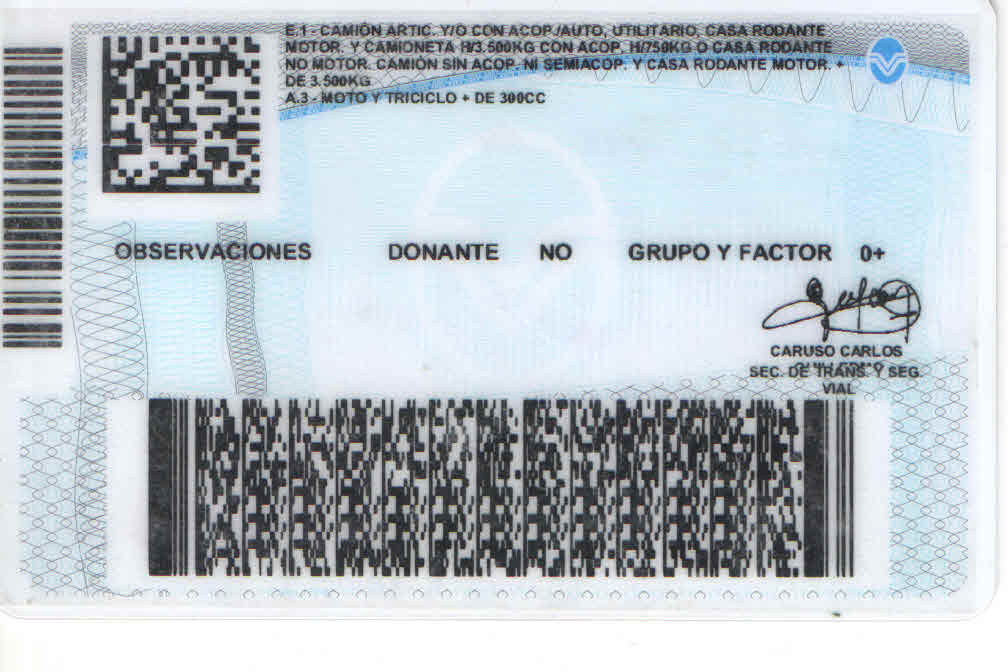 E.1 - CAMIÓN ARTIC. Y/O CON ACOP./AUTO, UTILITARIO, CASA RODANTE
MOTOR. Y CAMIONETA H/3.500KG CON ACOP. H/750KG O CASA RODANTE
NO MOTOR. CAMIÓN SIN ACOP. NI SEMIACOP. Y CASA RODANTE MOTOR. +
DE 3.500KG
A.3 - MOTO Y TRICICLO + DE 300CC
OBSERVACIONES DONANTE NO GRUPO Y FACTOR 0+
CARUSO CARLOS
SEC. DE TRANS. Y SEG.
VIAL